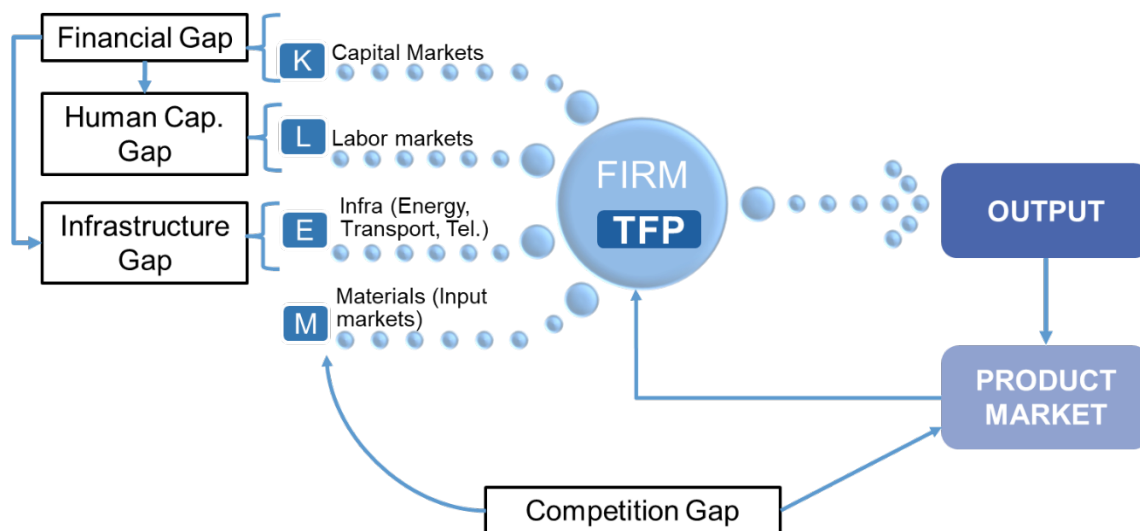 Financial Gap
K
Capital Markets
Human Cap.
Gap
L
Labor markets
Infrastructure
Gap
E
Infra (Energy,
Transport, Tel.)
M
Materials (Input
markets)
FIRM
TFP
OUTPUT
PRODUCT
MARKET
Competition Gap